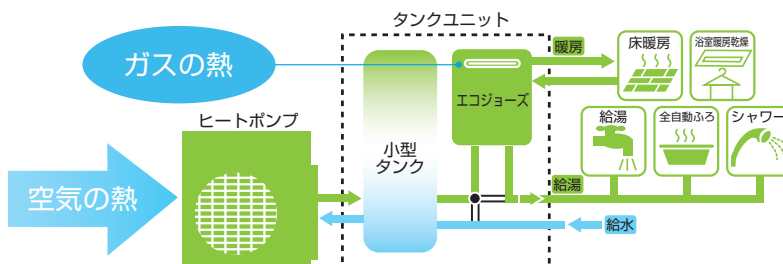 タンクユニット
ガスの熱
暖房
床暖房
浴室暖房乾燥
エコジョーズ
ヒートポンプ
小型
タンク
給湯
全自動ふろ
シャワー
空気の熱
給湯
給水